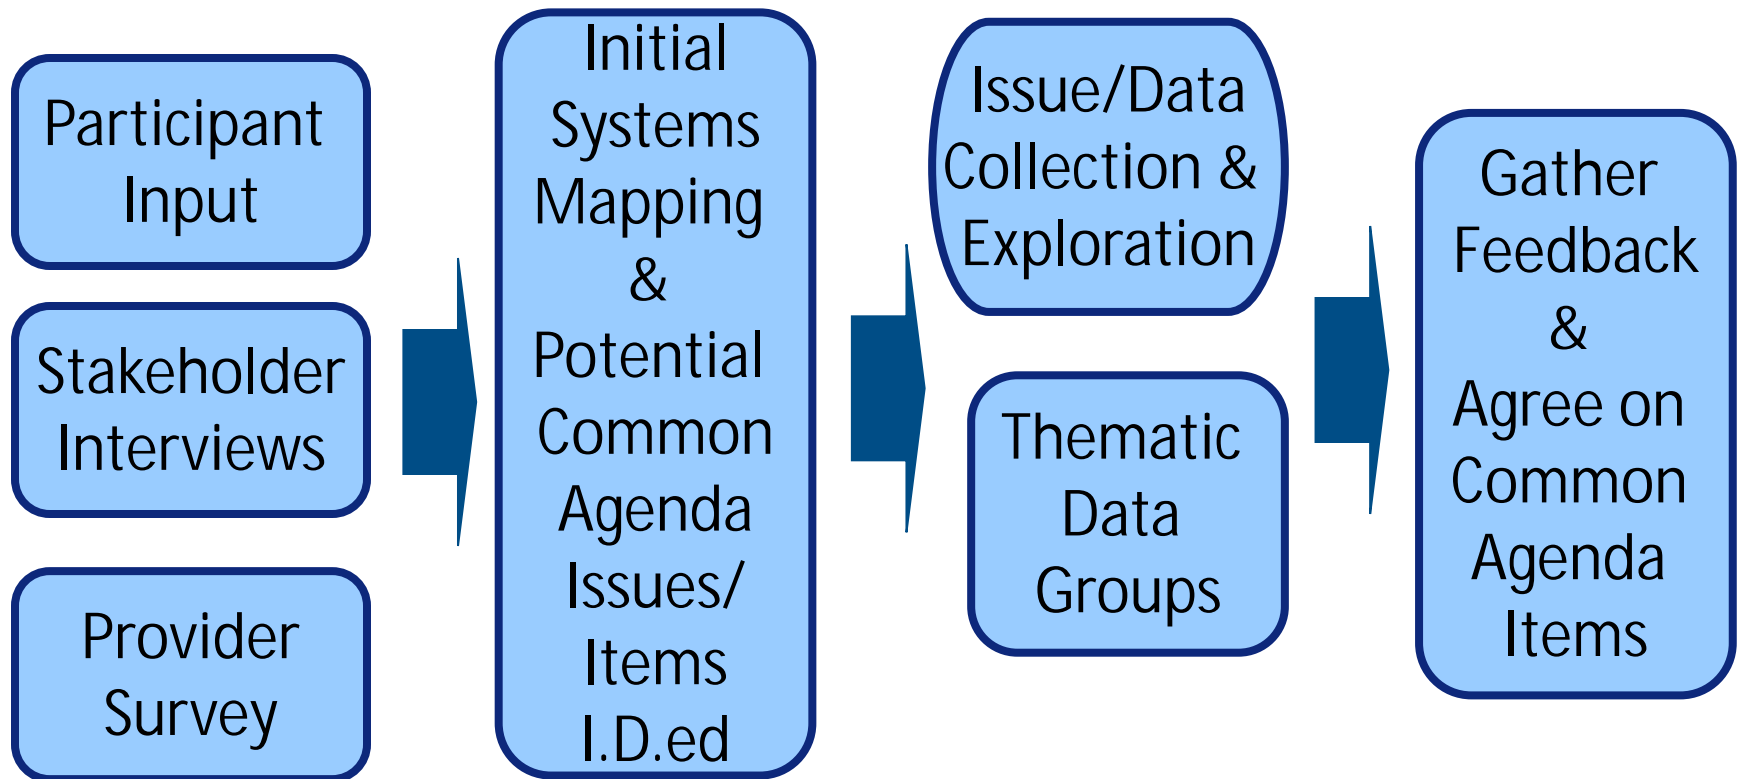 Participant
Input
Stakeholder
Interviews
Provider
Survey
Initial
Systems
Mapping
&
Potential
Common
Agenda
Issues/
Items
I.D.ed
Issue/Data
Collection &
Exploration
Thematic
Data
Groups
Gather
Feedback
&
Agree on
Common
Agenda
Items